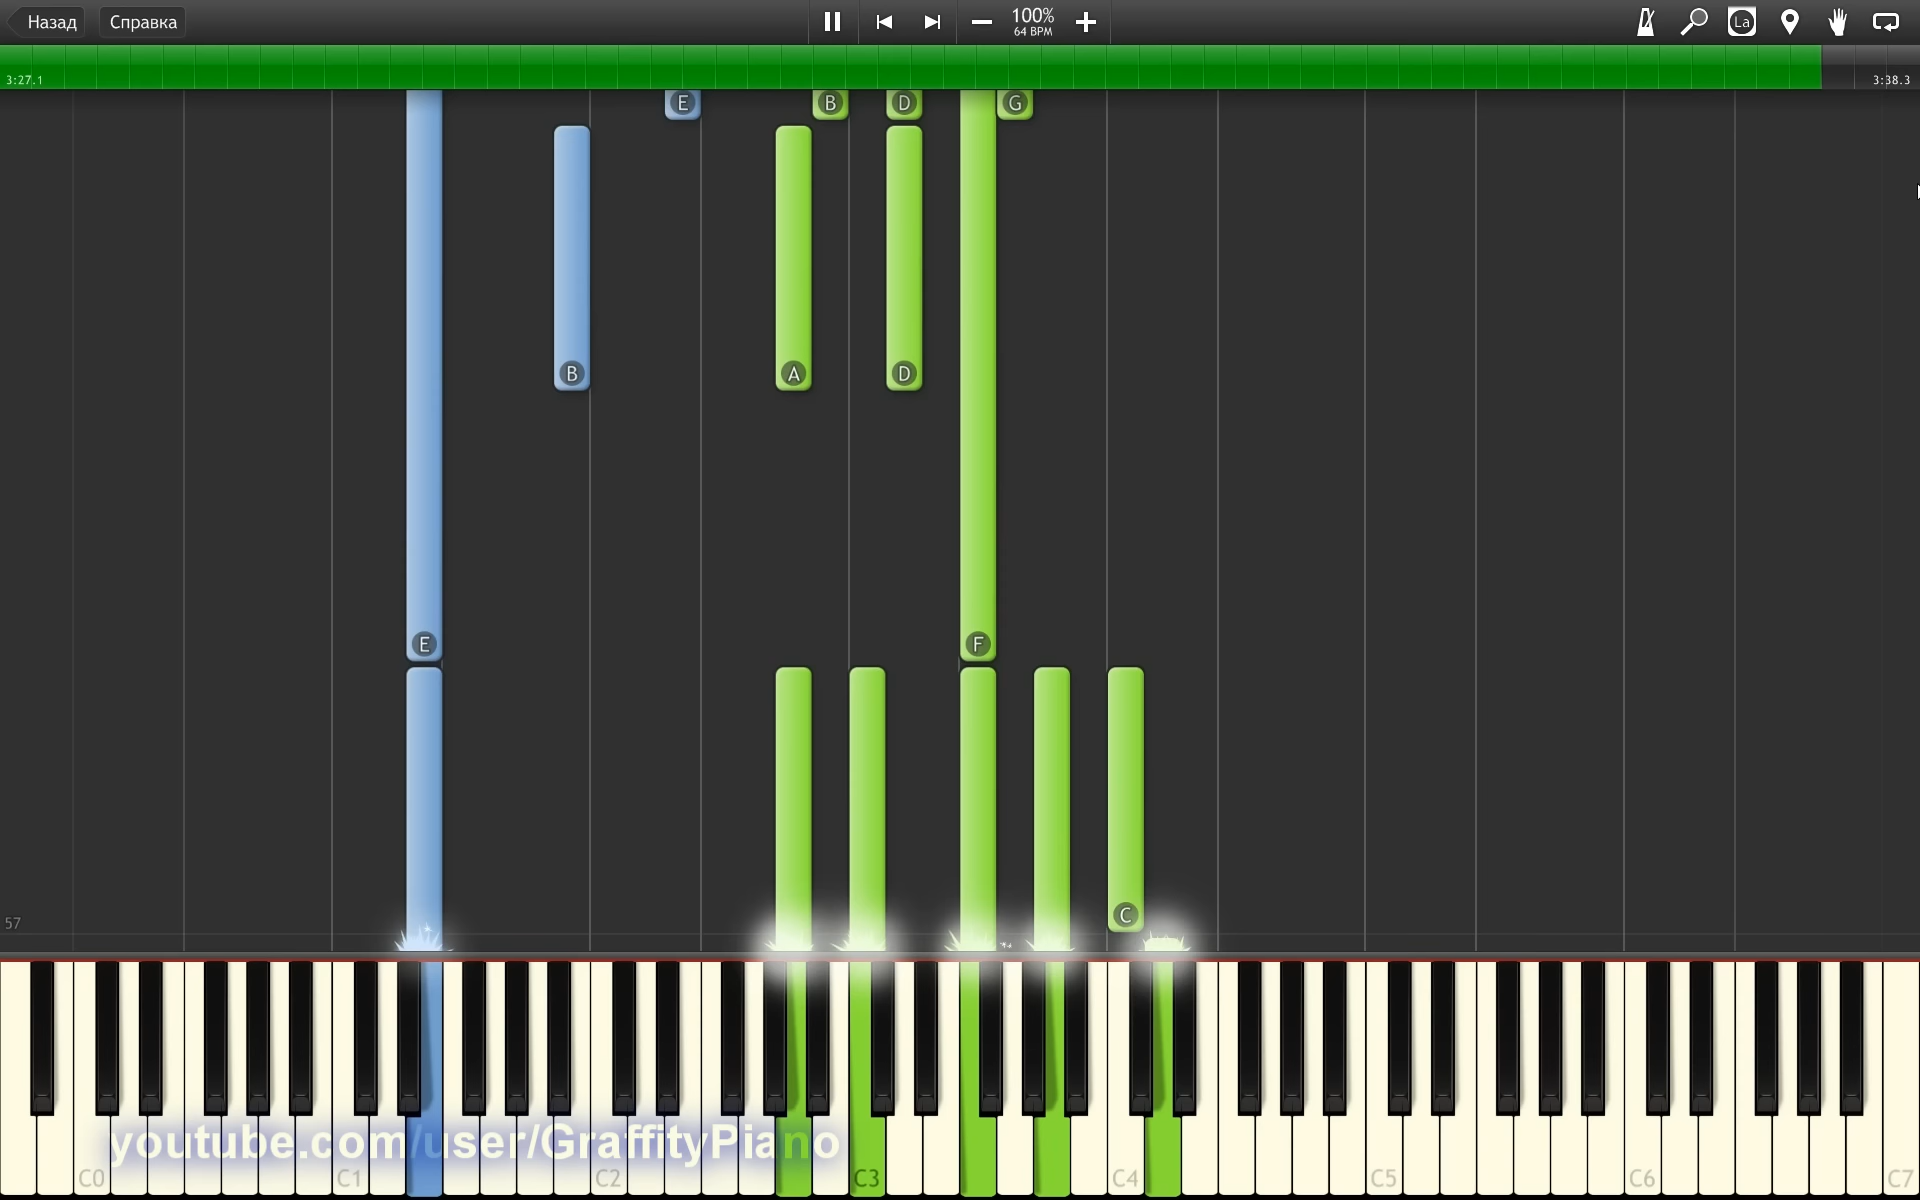 Назад Справка 100% La
64 BPM
3:27.1 3:38.3
E B D G
B A D
E F
C
57
youtube.com/user/GraffityPiano
C0 C1 C2 C3 C4 C5 C6 C7